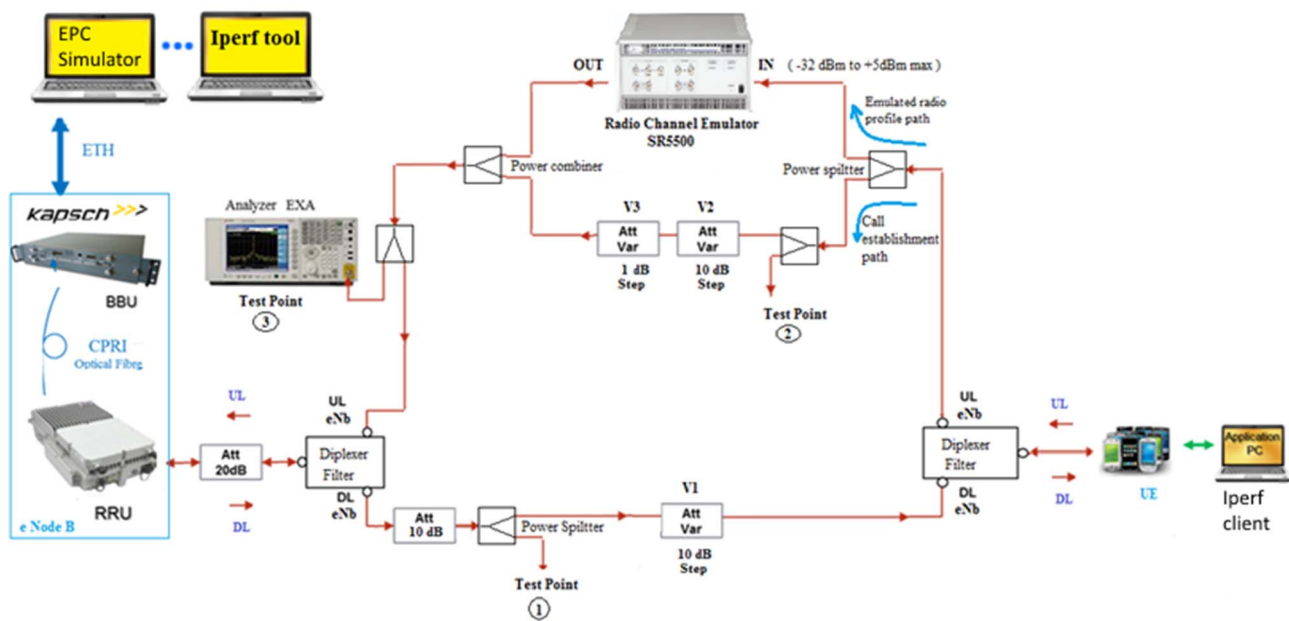 EPC
Simulator
Iperf tool
OUT
IN
( -32 dBm to +5dBm max )
Emulated radio
profile path
Radio Channel Emulator
SR5500
ETH
Power combiner
Power spiltter
kapsch >>>
Analyzer EXA
V3
V2
Att
Var
Att
Var
Call
establishment
path
1 dB
Step
10 dB
Step
BBU
Test Point
3
Test Point
2
CPRI
Optical Fibre
UL
UL
eNb
UL
eNb
UL
Att
20dB
Diplexer
Filter
Diplexer
Filter
Application
PC
DL
DL
eNb
V1
DL
eNb
DL
UE
Iperf
client
e Node B
RRU
Att
10 dB
Power Spiltter
Att
Var
10 dB
Step
Test Point
1